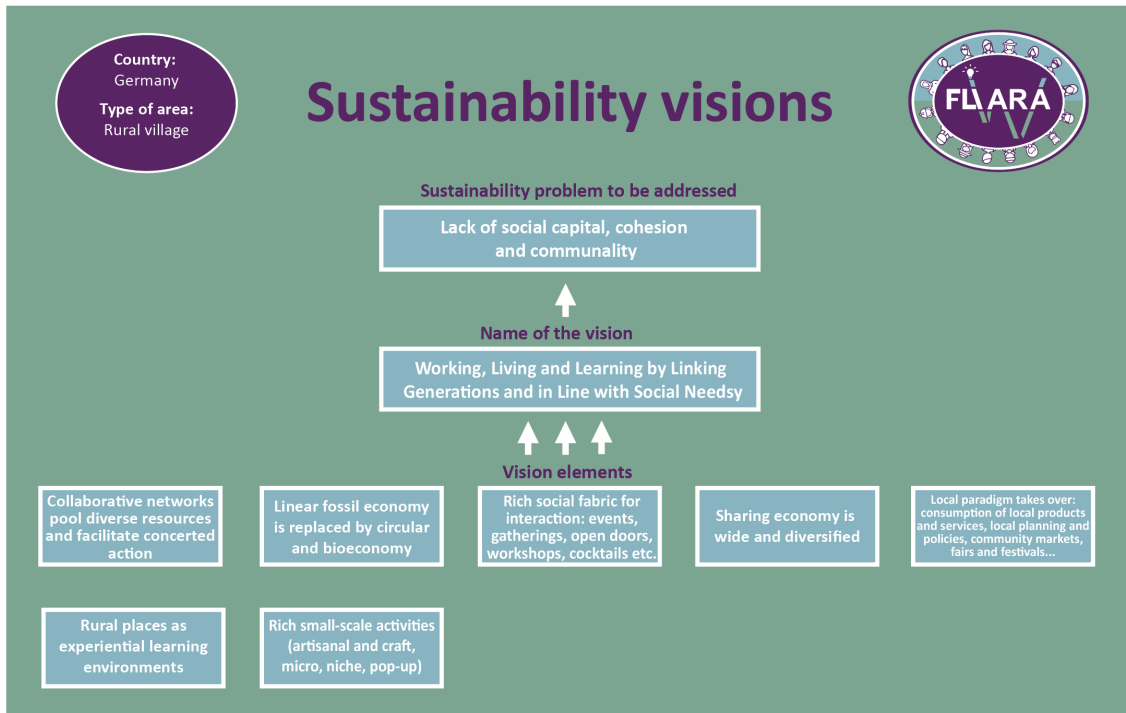 Country:
Germany
Type of area:
Rural village
Sustainability visions
FLIARA
Sustainability problem to be addressed
Lack of social capital, cohesion
and communality
Name of the vision
Working, Living and Learning by Linking
Generations and in Line with Social Needsy
Vision elements
Collaborative networks
pool diverse resources
and facilitate concerted
action
Linear fossil economy
is replaced by circular
and bioeconomy
Rich social fabric for
interaction: events,
gatherings, open doors,
workshops, cocktails etc.
Sharing economy is
wide and diversified
Local paradigm takes over:
consumption of local products
and services, local planning and
policies, community markets,
fairs and festivals...
Rural places as
experiential learning
environments
Rich small-scale activities
(artisanal and craft,
micro, niche, pop-up)